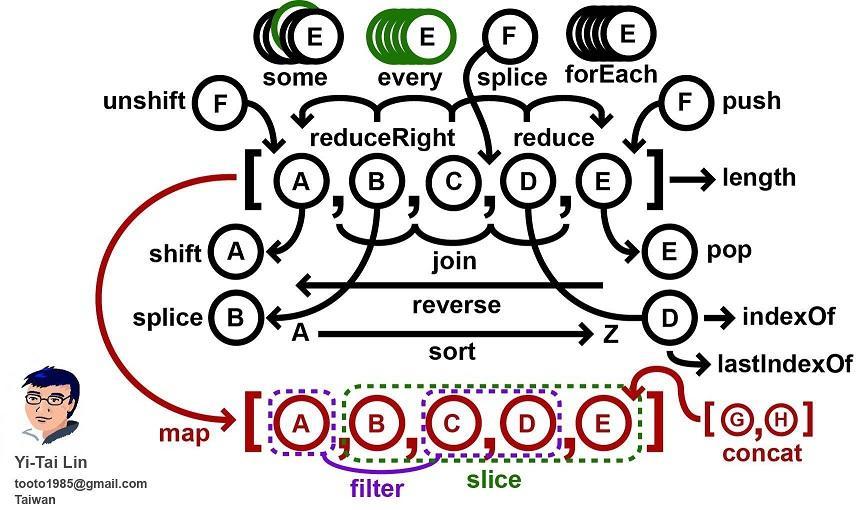 E E F E
some every splice forEach
unshift F F push
reduceRight reduce
[ A , B , C , D , E ] length
shift A E pop
join
reverse
splice B D indexOf
A Z
sort
lastIndexOf
map [ A , B , C , D , E ] [ G , H ]
concat
filter slice
Yi-Tai Lin
tooto1985@gmail.com
Taiwan